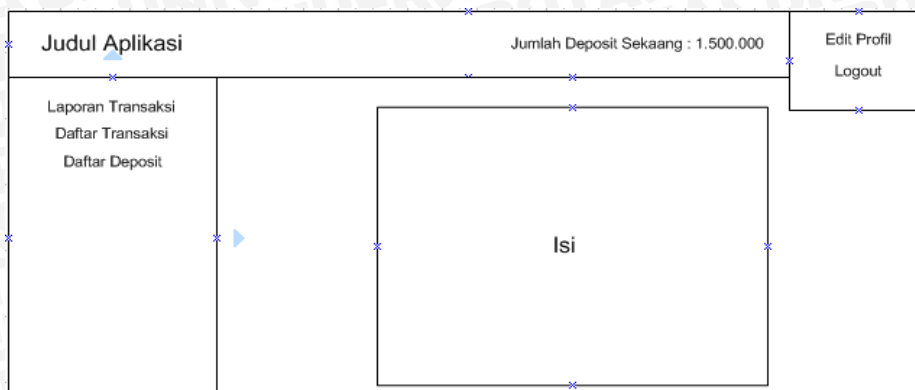 Judul Aplikasi
Jumlah Deposit Sekaang : 1.500.000
Edit Profil
Logout
Laporan Transaksi
Daftar Transaksi
Daftar Deposit
Isi